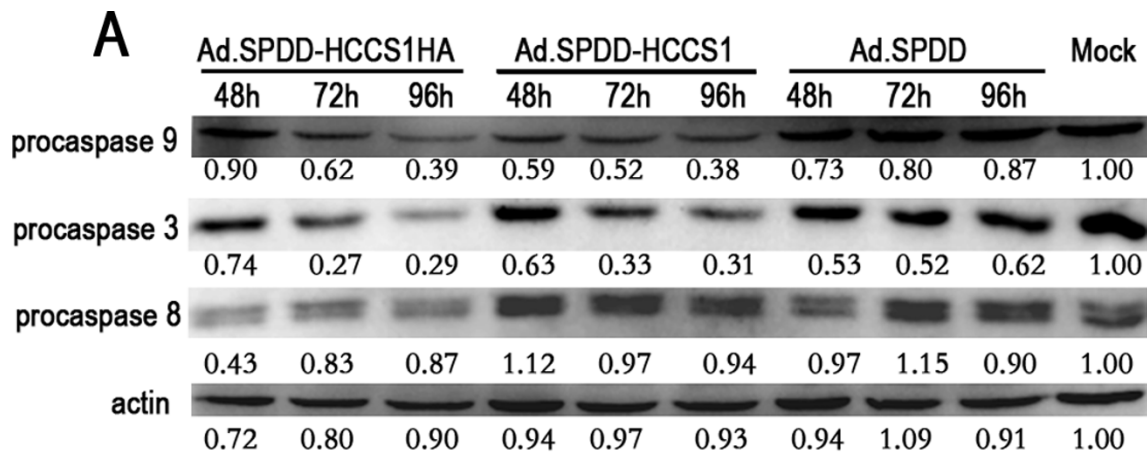 A
Ad.SPDD-HCCS1HA Ad.SPDD-HCCS1 Ad.SPDD Mock
48h 72h 96h 48h 72h 96h 48h 72h 96h
procaspase 9
0.90 0.62 0.39 0.59 0.52 0.38 0.73 0.80 0.87 1.00
procaspase 3
0.74 0.27 0.29 0.63 0.33 0.31 0.53 0.52 0.62 1.00
procaspase 8
0.43 0.83 0.87 1.12 0.97 0.94 0.97 1.15 0.90 1.00
actin
0.72 0.80 0.90 0.94 0.97 0.93 0.94 1.09 0.91 1.00